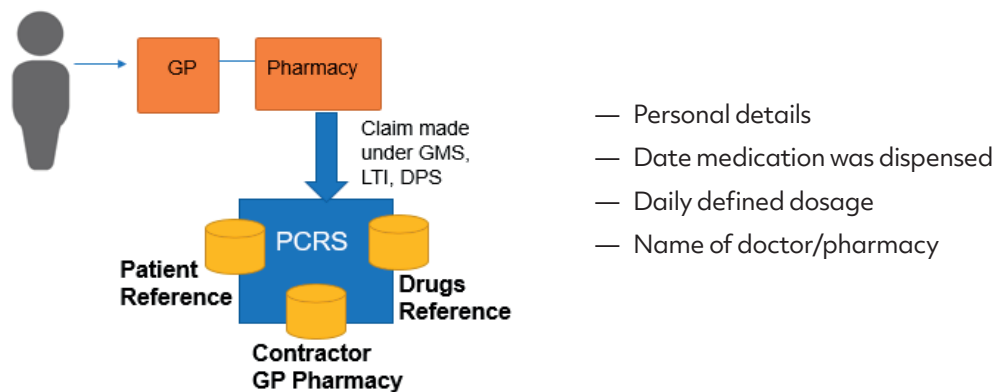 GP
Pharmacy
Claim made
under GMS,
LTI, DPS
PCRS
Patient
Reference
Drugs
Reference
Contractor
GP Pharmacy
— Personal details
— Date medication was dispensed
— Daily defined dosage
— Name of doctor/pharmacy